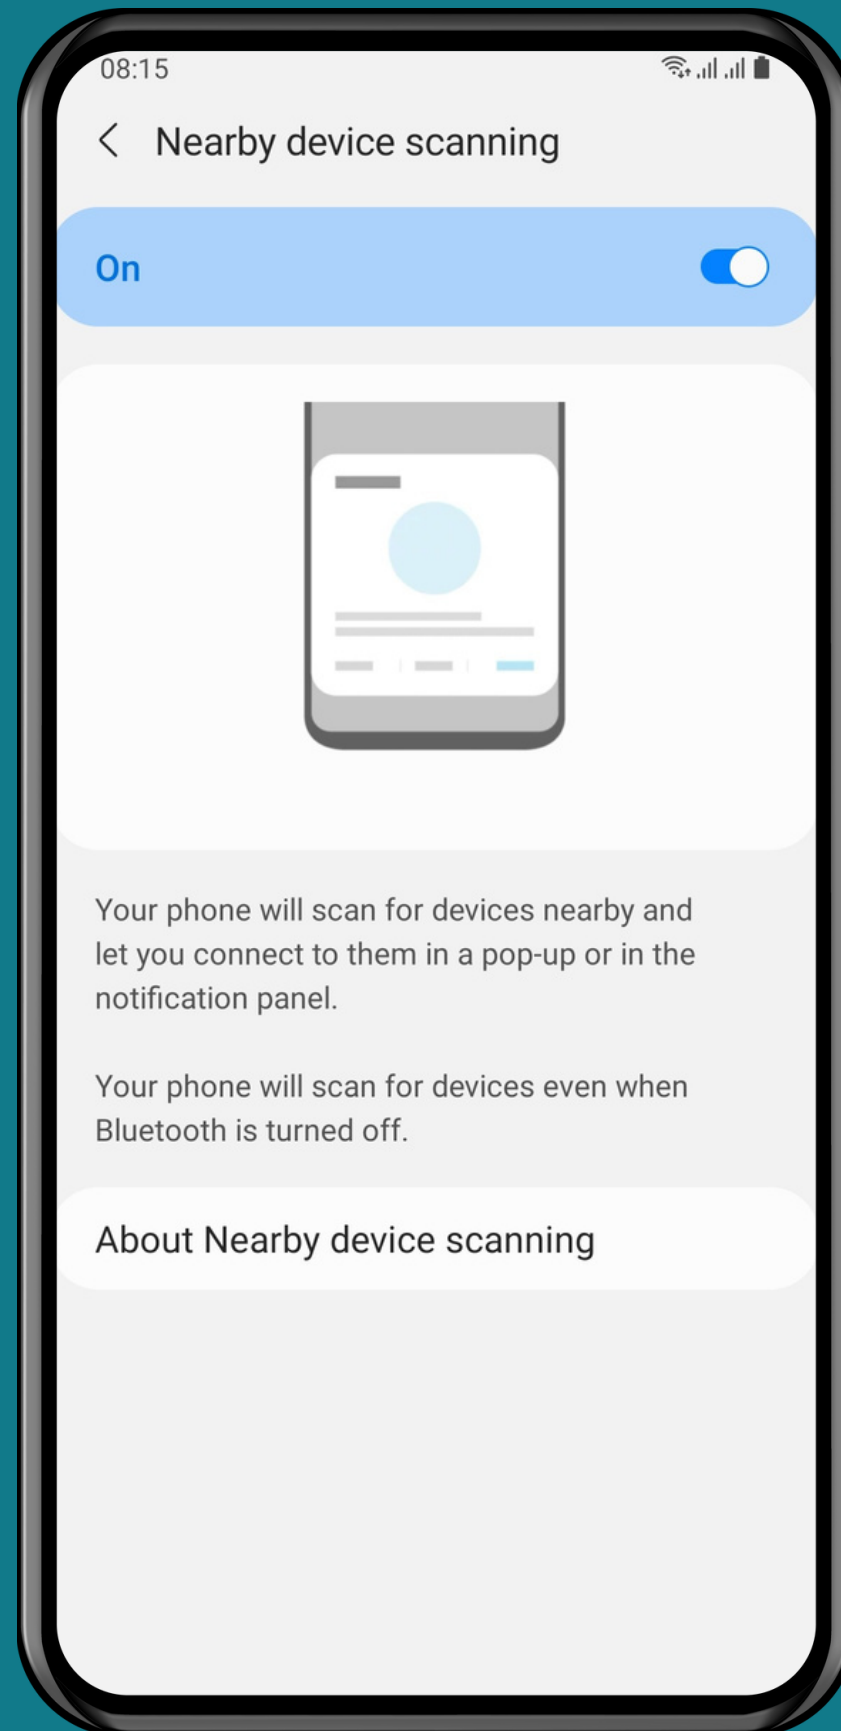 08:15
Nearby device scanning
On
Your phone will scan for devices nearby and
let you connect to them in a pop-up or in the
notification panel.
Your phone will scan for devices even when
Bluetooth is turned off.
About Nearby device scanning